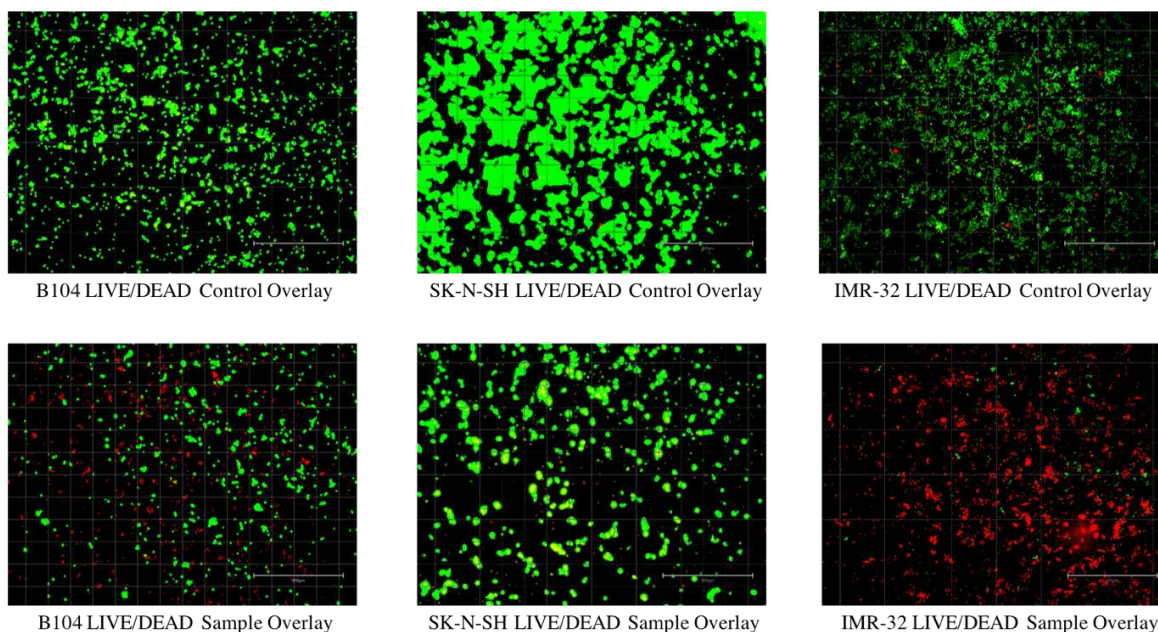 B104 LIVE/DEAD Control Overlay
SK-N-SH LIVE/DEAD Control Overlay
IMR-32 LIVE/DEAD Control Overlay
B104 LIVE/DEAD Sample Overlay
SK-N-SH LIVE/DEAD Sample Overlay
IMR-32 LIVE/DEAD Sample Overlay